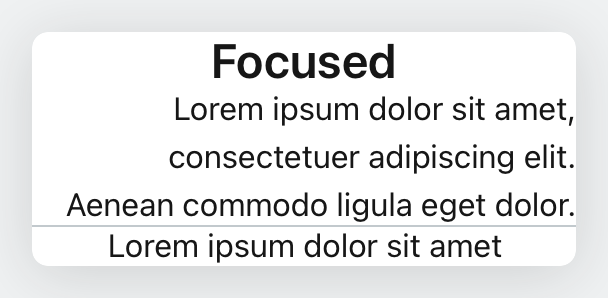 Focused
Lorem ipsum dolor sit amet,
consectetuer adipiscing elit.
Aenean commodo ligula eget dolor.
Lorem ipsum dolor sit amet